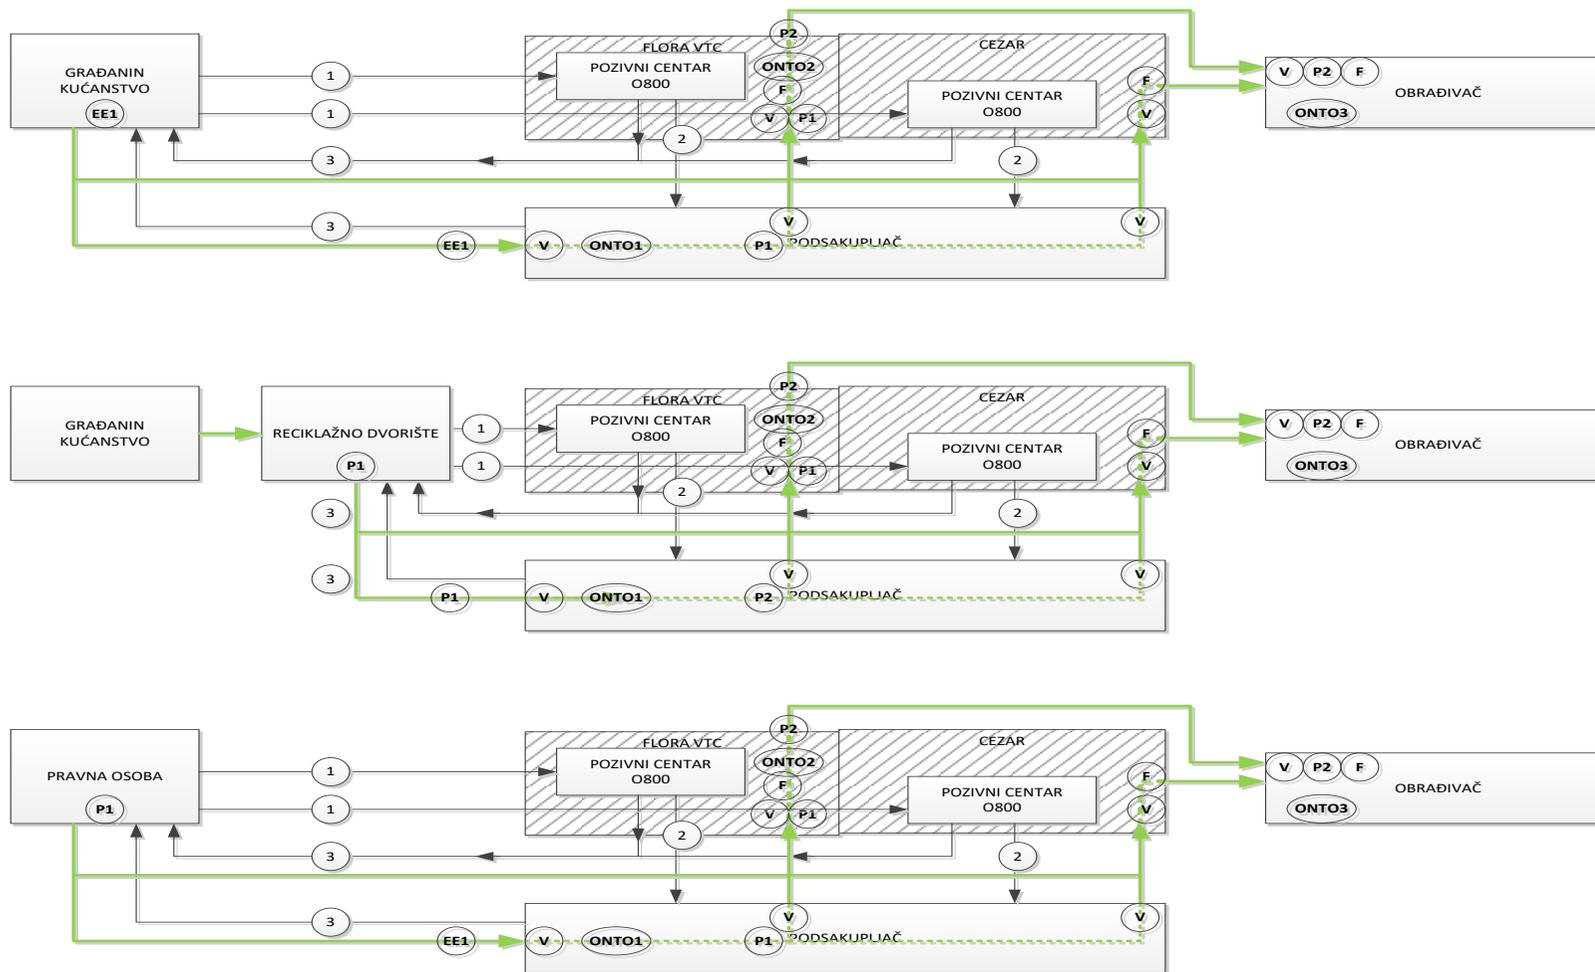 P2
FLORA VTC
CEZAR
GRAĐANIN
KUĆANSTVO
EE1
1
1
POZIVNI CENTAR
O800
ONTO2
F
V
P1
POZIVNI CENTAR
O800
F
V
V
P2
F
OBRAĐIVAČ
ONTO3
2
2
3
3
EE1
V
ONTO1
P1
V
PODSAKUPLJAČ
V
P2
FLORA VTC
CEZAR
GRAĐANIN
KUĆANSTVO
RECIKLAŽNO DVORIŠTE
P1
1
1
POZIVNI CENTAR
O800
ONTO2
F
V
P1
POZIVNI CENTAR
O800
F
V
V
P2
F
OBRAĐIVAČ
ONTO3
2
2
3
3
P1
V
ONTO1
P2
V
PODSAKUPLJAČ
V
P2
FLORA VTC
CEZAR
PRAVNA OSOBA
P1
1
1
POZIVNI CENTAR
O800
ONTO2
F
V
P1
POZIVNI CENTAR
O800
F
V
V
P2
F
OBRAĐIVAČ
ONTO3
2
2
3
3
EE1
V
ONTO1
P1
V
PODSAKUPLJAČ
V